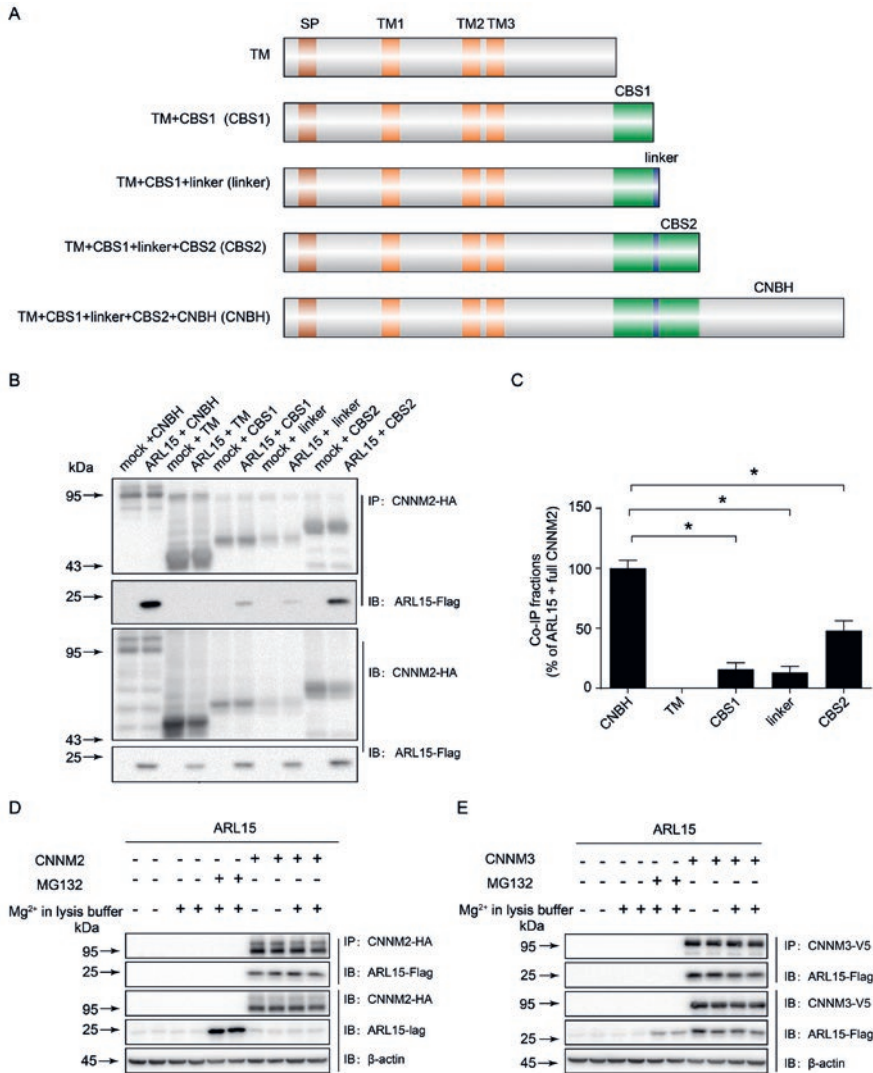 A
SP TM1 TM2 TM3
TM
CBS1
TM+CBS1 (CBS1)
linker
TM+CBS1+linker (linker)
CBS2
TM+CBS1+linker+CBS2 (CBS2)
CNBH
TM+CBS1+linker+CBS2+CNBH (CNBH)
B
mock +CNBH
ARL15 + CNBH
mock + TM
ARL15 + TM
mock + CBS1
ARL15 + CBS1
mock + linker
ARL15 + linker
mock + CBS2
ARL15 + CBS2
kDa
95
IP: CNNM2-HA
43
25
IB: ARL15-Flag
95
IB: CNNM2-HA
43
25
IB: ARL15-Flag
C
* 
*
*
Co-IP fractions
(% of ARL15 + full CNNM2)
150
100
50
0
CNBH
TM
CBS1
linker
CBS2
D
ARL15
CNNM2 - - - - - - + + + +
MG132 + +
Mg2+ in lysis buffer - - + + + + - - + +
kDa
95 IP: CNNM2-HA
25 IB: ARL15-Flag
95 IB: CNNM2-HA
25 IB: ARL15-lag
45 IB: β-actin
E
ARL15
CNNM3 - - - - - - + + + +
MG132 - - - - + + - - - -
Mg2+ in lysis buffer - - + + + + - - + +
kDa
95 IP: CNNM3-V5
25 IB: ARL15-Flag
95 IB: CNNM3-V5
25 IB: ARL15-Flag
45 IB: β-actin